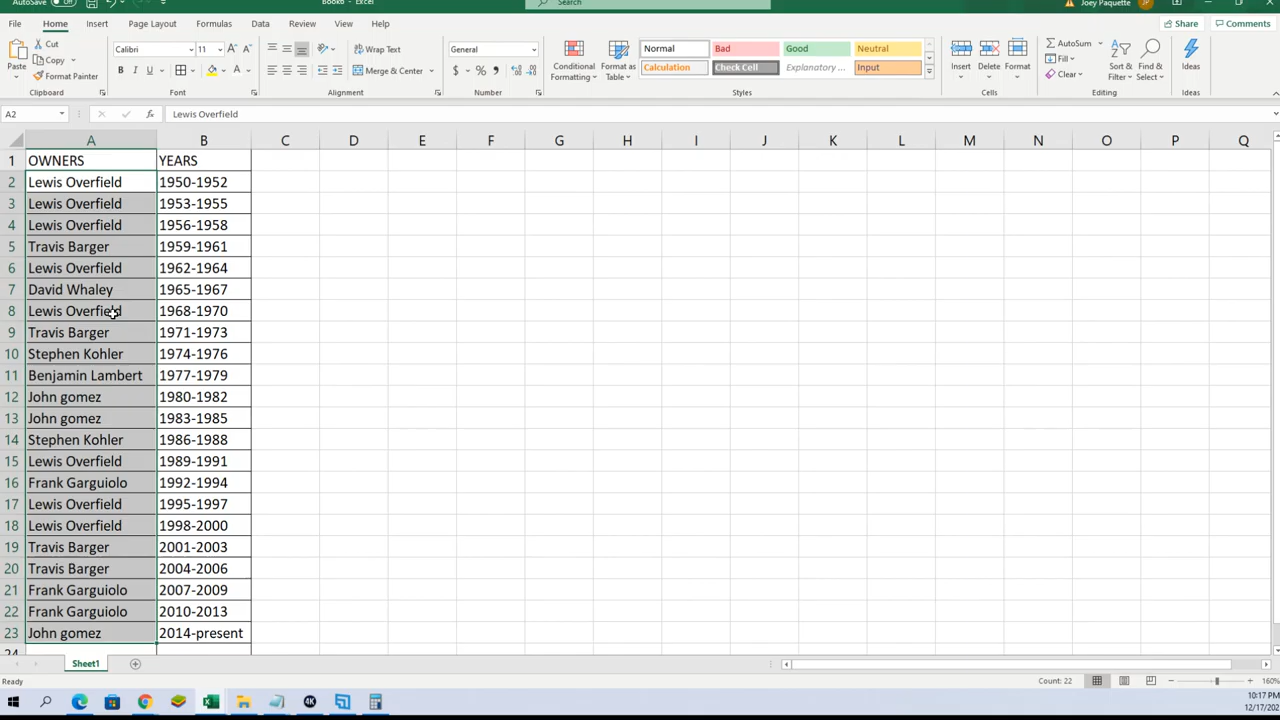 AutoSave Off Book6 - Excel Search Joey Paquette JP
File Home Insert Page Layout Formulas Data Review View Help Share Comments
Paste Cut Copy Format Painter Clipboard
Calibri 11 A A B I U A Font
Wrap Text Merge & Center Alignment
General $ % Number
Conditional Formatting Format as Table
Normal Bad Good Neutral
Calculation Check Cell Explanatory ... Input
Styles
Insert Delete Format Cells
AutoSum Fill Clear Sort & Filter Find & Select Editing
Ideas Ideas
A2 fx Lewis Overfield
A B C D E F G H I J K L M N O P Q
1 OWNERS YEARS
2 Lewis Overfield 1950-1952
3 Lewis Overfield 1953-1955
4 Lewis Overfield 1956-1958
5 Travis Barger 1959-1961
6 Lewis Overfield 1962-1964
7 David Whaley 1965-1967
8 Lewis Overfield 1968-1970
9 Travis Barger 1971-1973
10 Stephen Kohler 1974-1976
11 Benjamin Lambert 1977-1979
12 John gomez 1980-1982
13 John gomez 1983-1985
14 Stephen Kohler 1986-1988
15 Lewis Overfield 1989-1991
16 Frank Garguiolo 1992-1994
17 Lewis Overfield 1995-1997
18 Lewis Overfield 1998-2000
19 Travis Barger 2001-2003
20 Travis Barger 2004-2006
21 Frank Garguiolo 2007-2009
22 Frank Garguiolo 2010-2013
23 John gomez 2014-present
24
Sheet1
Ready Count: 22 160%
4K
10:17 PM
12/17/202